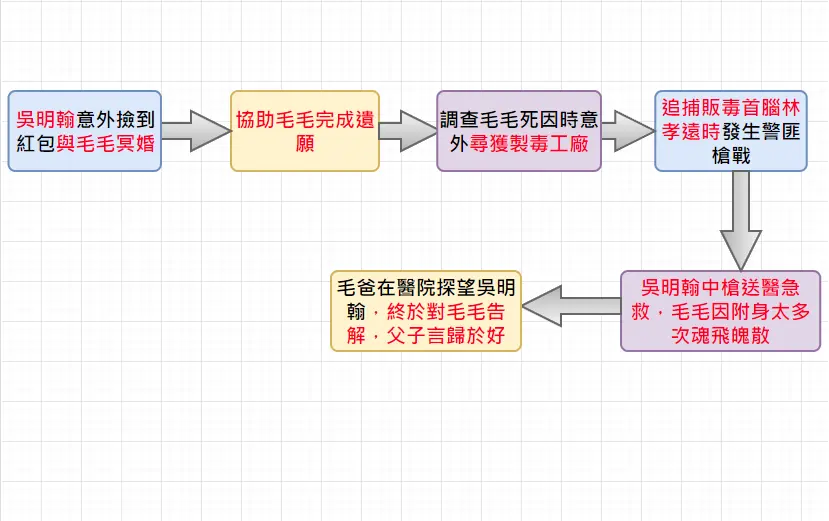 吳明翰意外撿到
紅包與毛毛冥婚
協助毛毛完成遺
願
調查毛毛死因時意
外尋獲製毒工廠
追捕販毒首腦林
孝遠時發生警匪
槍戰
吳明翰中槍送醫急
救，毛毛因附身太多
次魂飛魄散
毛爸在醫院探望吳明
翰，終於對毛毛告
解，父子言歸於好